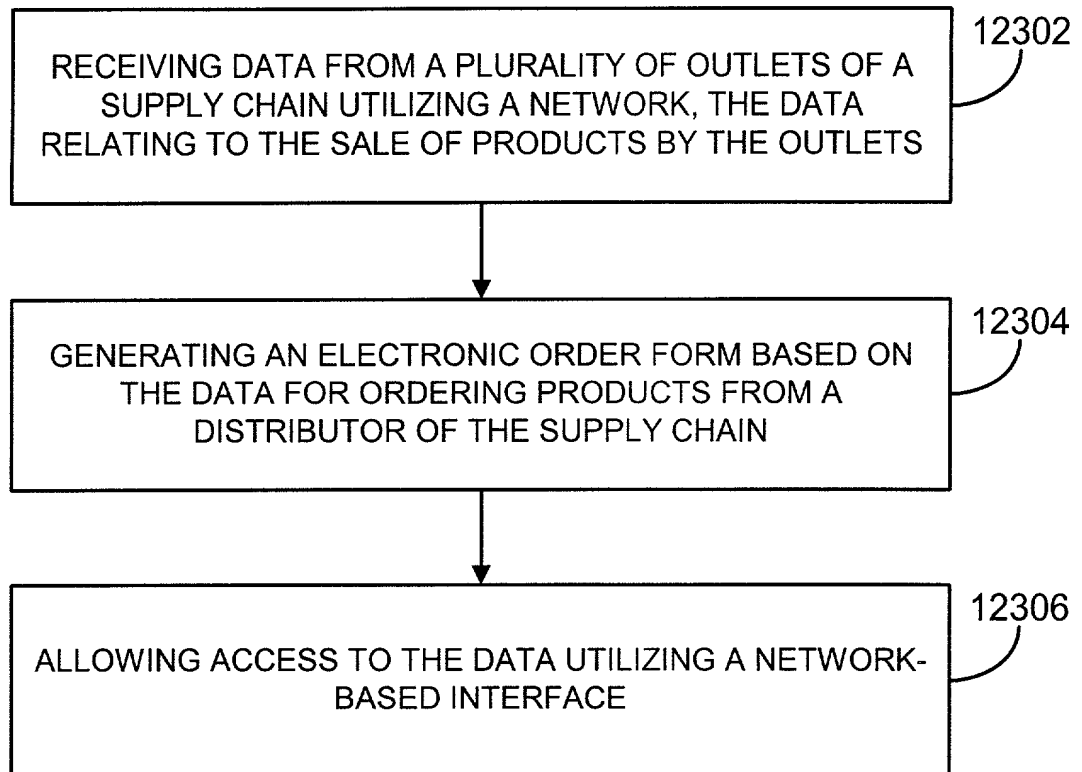 12302
RECEIVING DATA FROM A PLURALITY OF OUTLETS OF A
SUPPLY CHAIN UTILIZING A NETWORK, THE DATA
RELATING TO THE SALE OF PRODUCTS BY THE OUTLETS
12304
GENERATING AN ELECTRONIC ORDER FORM BASED ON
THE DATA FOR ORDERING PRODUCTS FROM A
DISTRIBUTOR OF THE SUPPLY CHAIN
12306
ALLOWING ACCESS TO THE DATA UTILIZING A NETWORK-
BASED INTERFACE